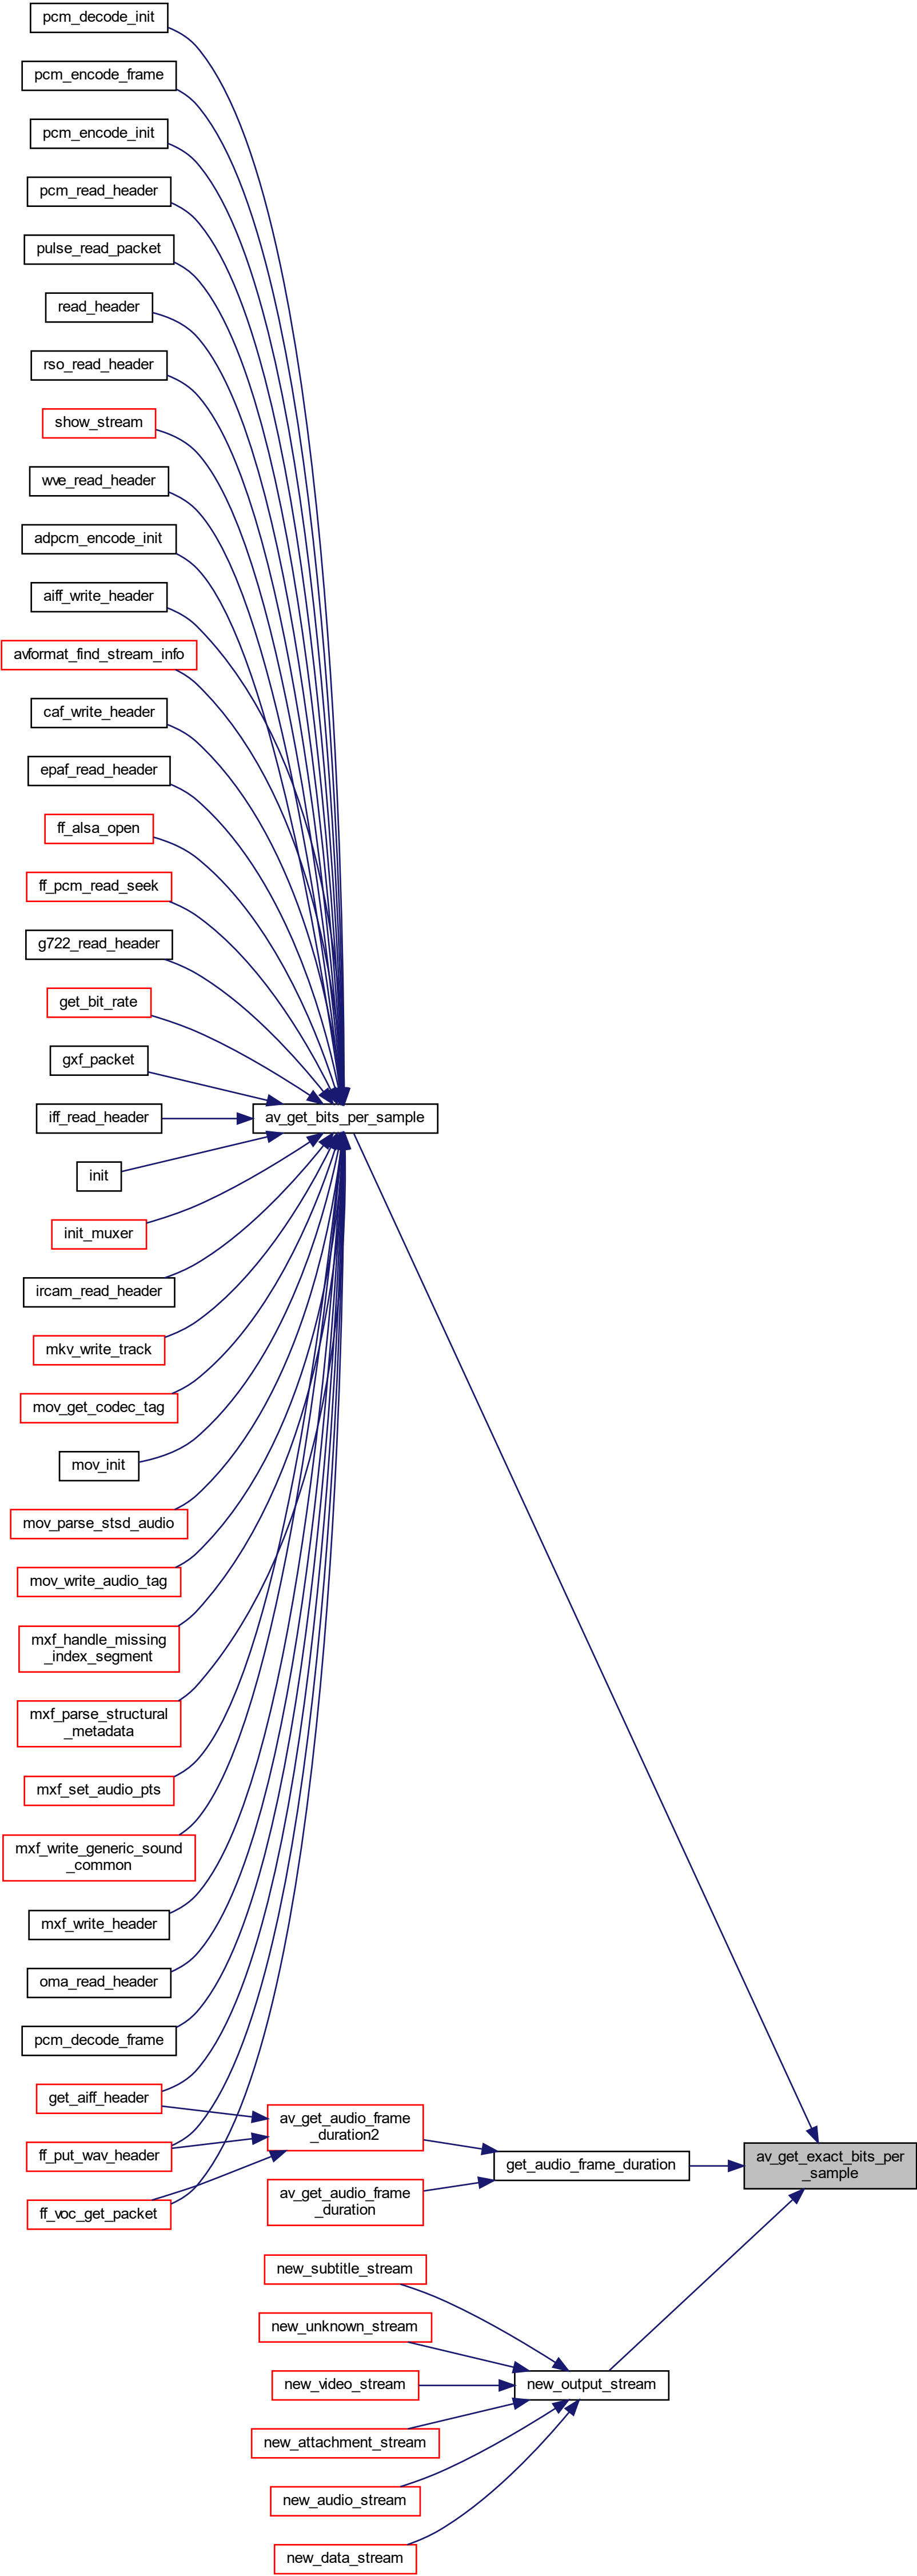 pcm_decode_init
pcm_encode_frame
pcm_encode_init
pcm_read_header
pulse_read_packet
read_header
rso_read_header
show_stream
wve_read_header
adpcm_encode_init
aiff_write_header
avformat_find_stream_info
caf_write_header
epaf_read_header
ff_alsa_open
ff_pcm_read_seek
g722_read_header
get_bit_rate
gxf_packet
iff_read_header
av_get_bits_per_sample
init
init_muxer
ircam_read_header
mkv_write_track
mov_get_codec_tag
mov_init
mov_parse_stsd_audio
mov_write_audio_tag
mxf_handle_missing
_index_segment
mxf_parse_structural
_metadata
mxf_set_audio_pts
mxf_write_generic_sound
_common
mxf_write_header
oma_read_header
pcm_decode_frame
get_aiff_header
ff_put_wav_header
ff_voc_get_packet
av_get_audio_frame
_duration2
av_get_audio_frame
_duration
get_audio_frame_duration
av_get_exact_bits_per
_sample
new_subtitle_stream
new_unknown_stream
new_video_stream
new_attachment_stream
new_audio_stream
new_data_stream
new_output_stream